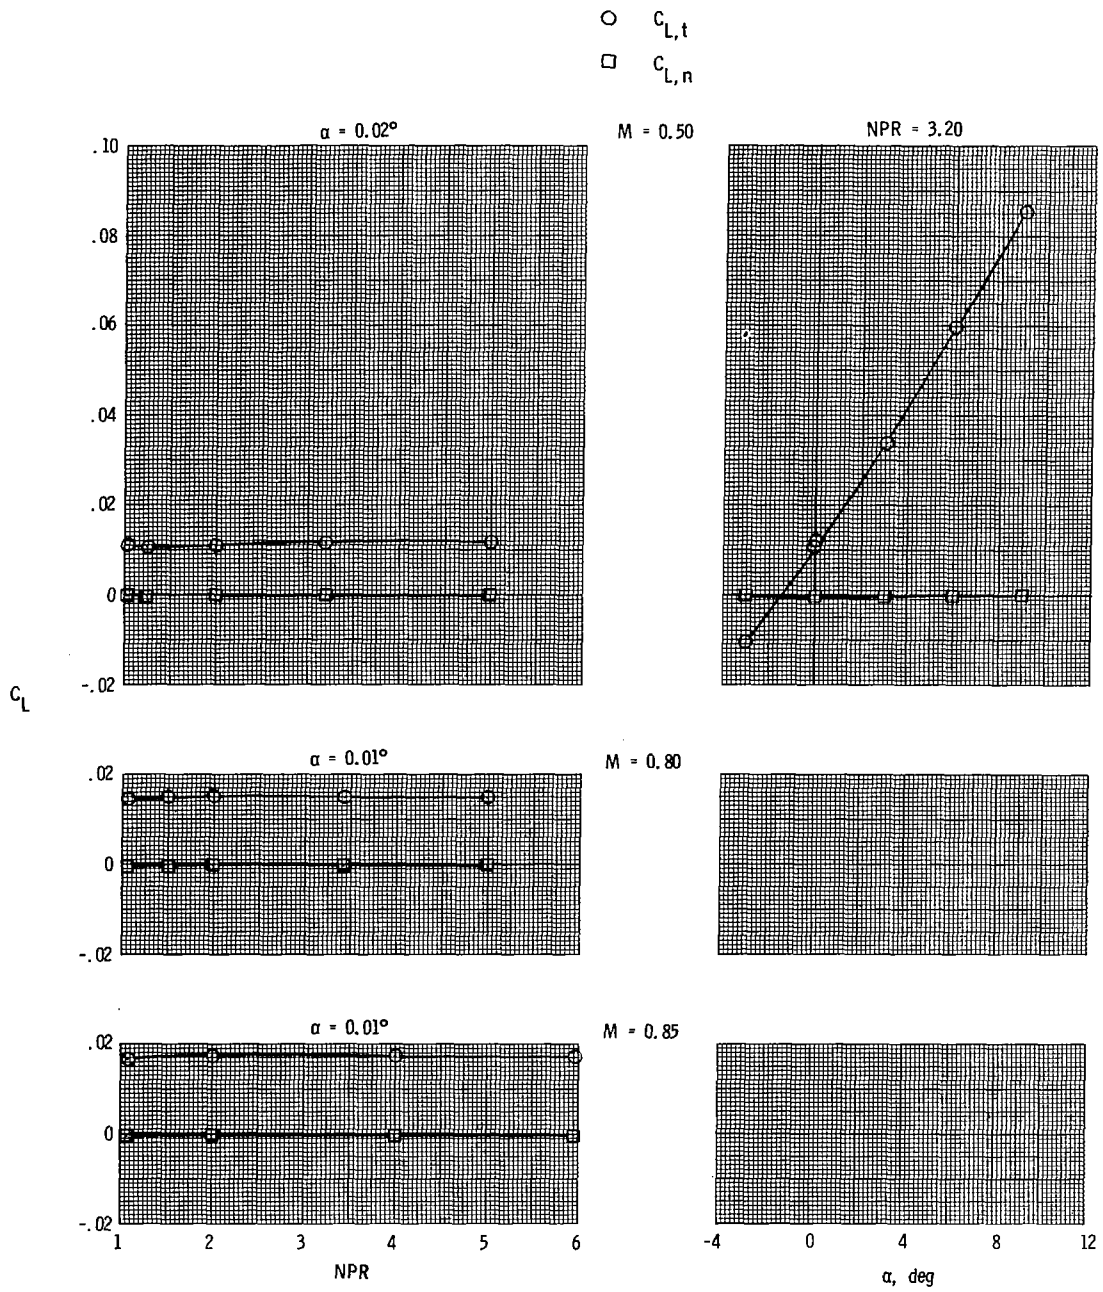 C_L,t
C_L,n
α = 0.02°
M = 0.50
NPR = 3.20
.10
.08
.06
.04
.02
0
-.02
C_L
α = 0.01°
M = 0.80
.02
0
-.02
α = 0.01°
M = 0.85
.02
0
-.02
1 2 3 4 5 6
NPR
-4 0 4 8 12
α, deg